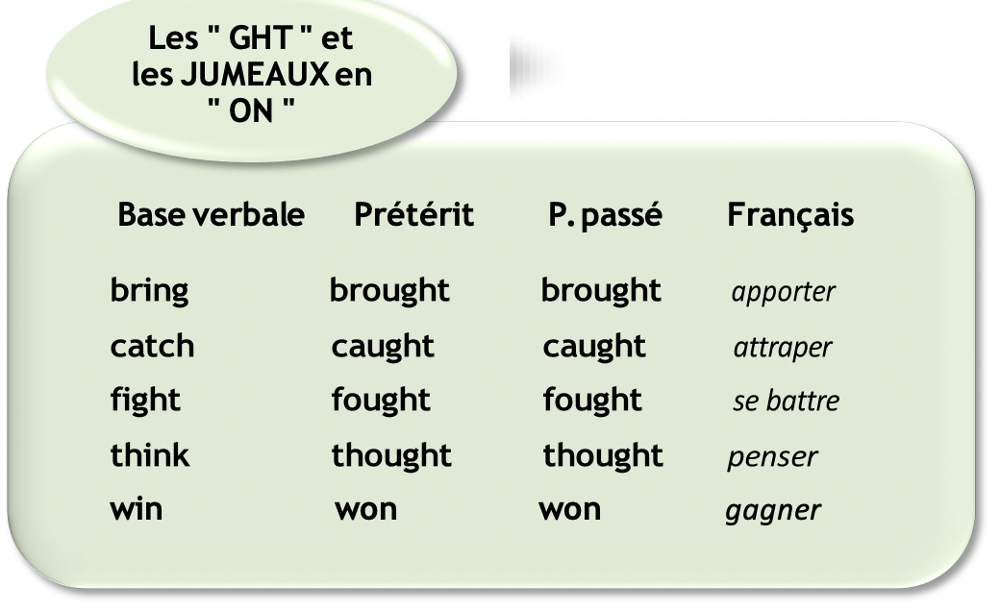 Les " GHT " et
les JUMEAUX en
" ON "
Base verbale Prétérit P. passé Français
bring brought brought apporter
catch caught caught attraper
fight fought fought se battre
think thought thought penser
win won won gagner